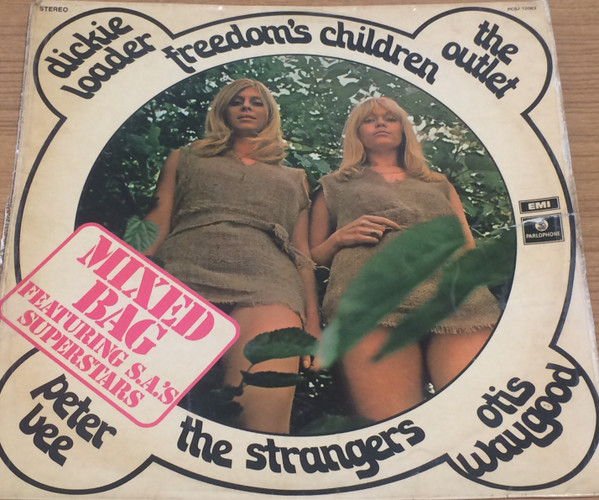 STEREO
dickie
loader
freedom's children
the
outlet
EMI
PARLOPHONE
MIXED
BAG
FEATURING S.A.'S
SUPERSTARS
peter
vee
the strangers
otis
waygood